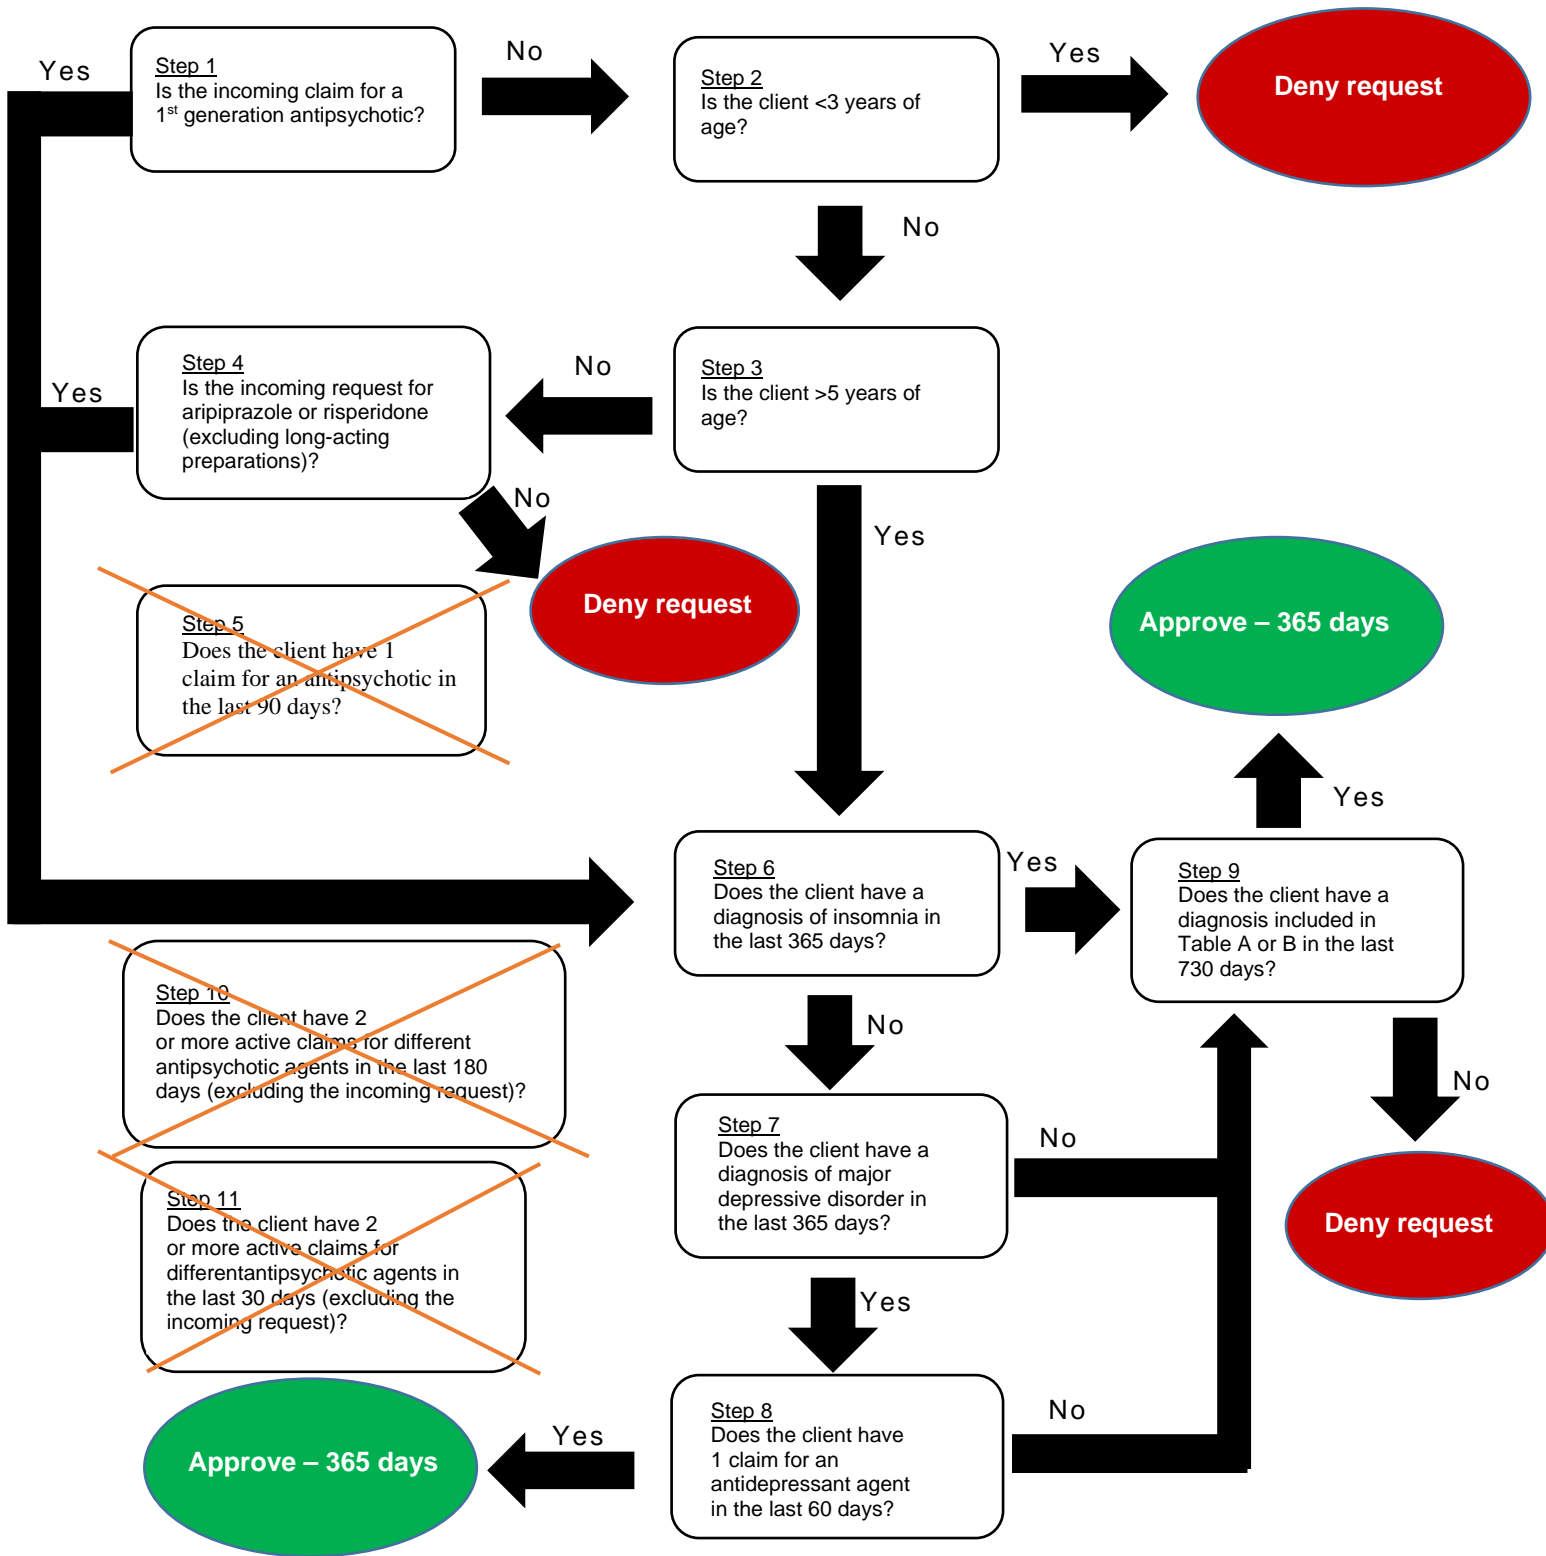 Yes
Step 1
Is the incoming claim for a
1st generation antipsychotic?
No
Step 2
Is the client <3 years of
age?
Yes
Deny request
No
Step 3
Is the client >5 years of
age?
No
Step 4
Is the incoming request for
aripiprazole or risperidone
(excluding long-acting
preparations)?
Yes
No
Deny request
Yes
Step 5
Does the client have 1
claim for an antipsychotic in
the last 90 days?
Approve – 365 days
Yes
Step 6
Does the client have a
diagnosis of insomnia in
the last 365 days?
Yes
Step 9
Does the client have a
diagnosis included in
Table A or B in the last
730 days?
No
Deny request
No
Step 10
Does the client have 2
or more active claims for different
antipsychotic agents in the last 180
days (excluding the incoming request)?
Step 7
Does the client have a
diagnosis of major
depressive disorder in
the last 365 days?
No
Step 11
Does the client have 2
or more active claims for
differentantipsychotic agents in
the last 30 days (excluding the
incoming request)?
Yes
Step 8
Does the client have
1 claim for an
antidepressant agent
in the last 60 days?
No
Yes
Approve – 365 days